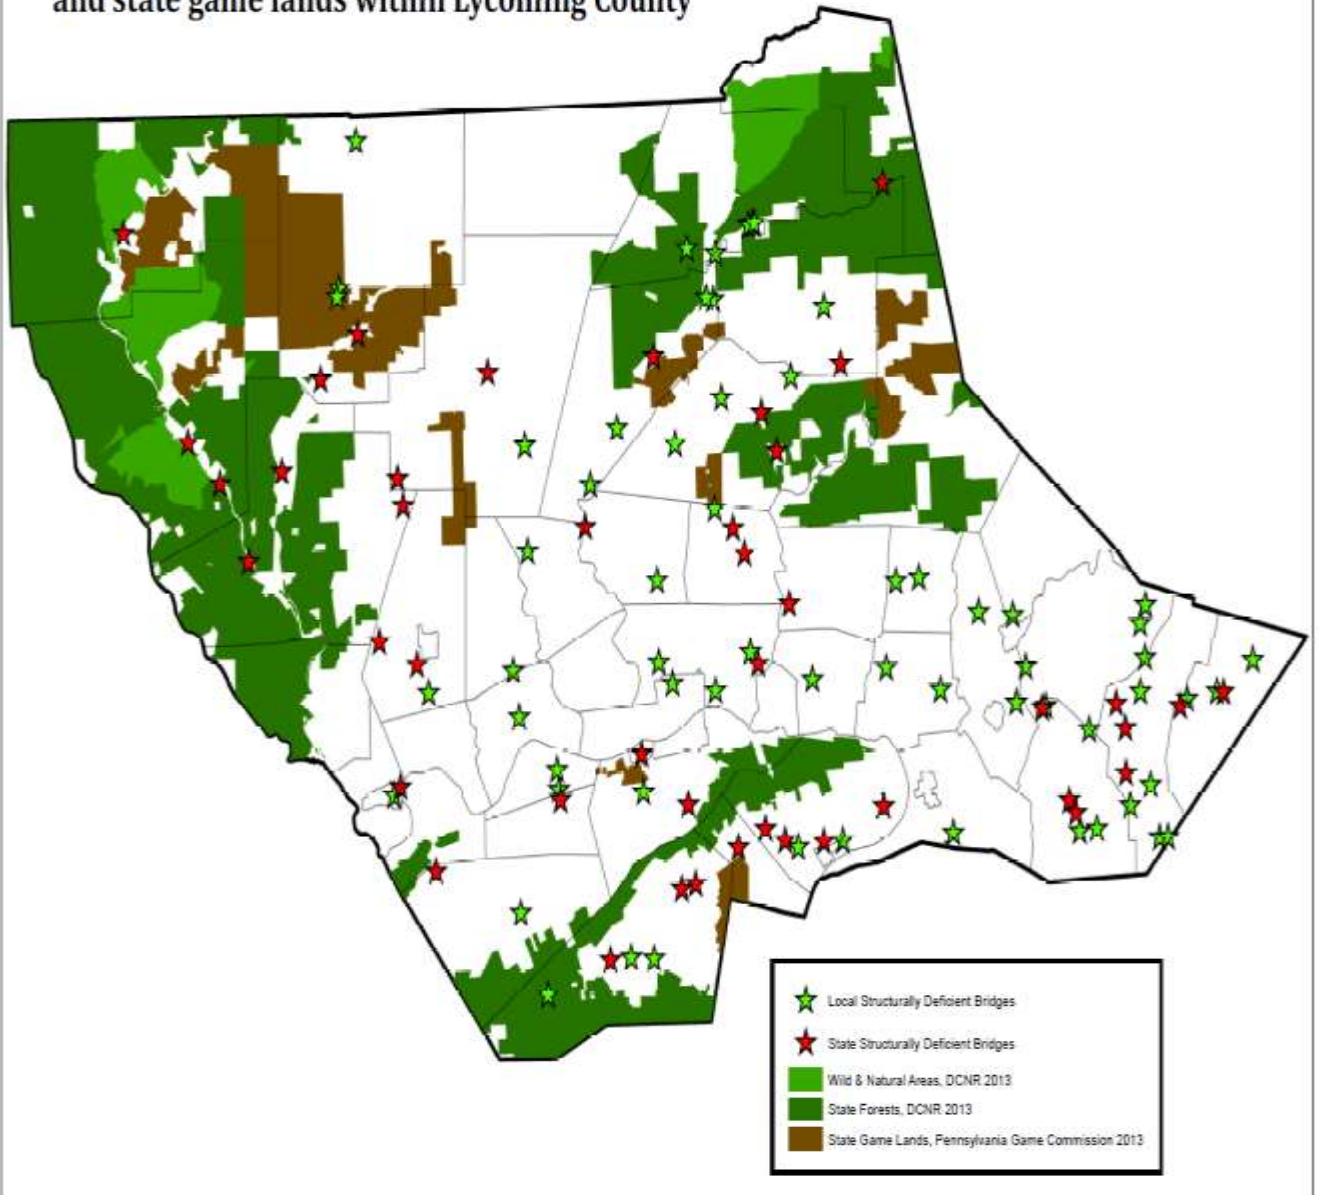 and state game lands within Lycoming County
Local Structurally Deficient Bridges
State Structurally Deficient Bridges
Wild & Natural Areas, DCNR 2013
State Forests, DCNR 2013
State Game Lands, Pennsylvania Game Commission 2013